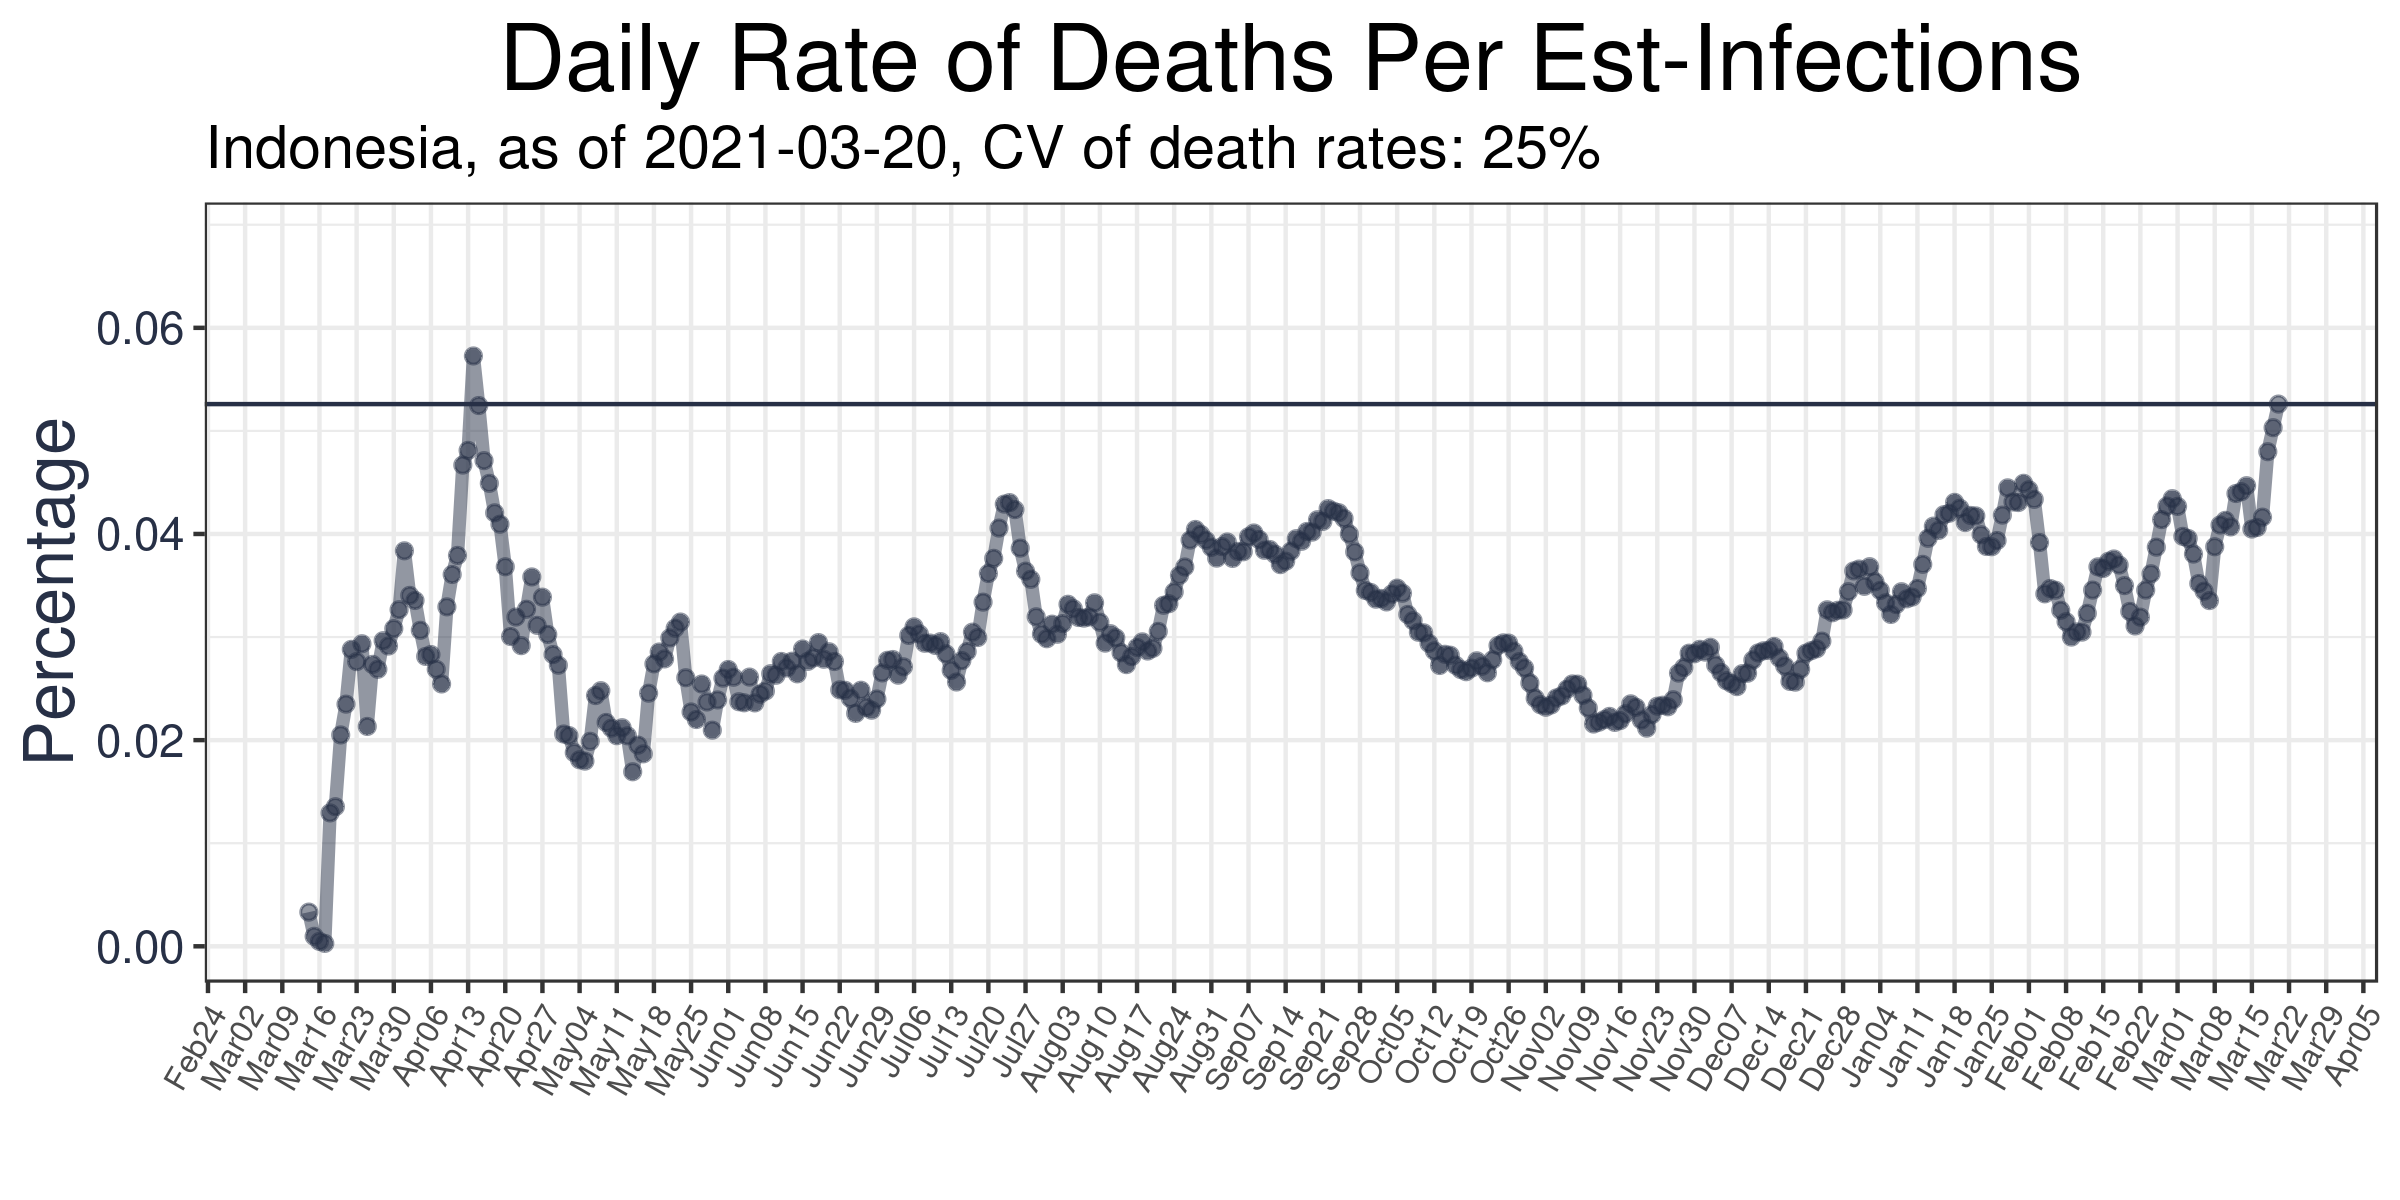 Daily Rate of Deaths Per Est-Infections
Indonesia, as of 2021-03-20, CV of death rates: 25%
Percentage
0.06
0.04
0.02
0.00
Feb24
Mar02
Mar09
Mar16
Mar23
Mar30
Apr06
Apr13
Apr20
Apr27
May04
May11
May18
May25
Jun01
Jun08
Jun15
Jun22
Jun29
Jul06
Jul13
Jul20
Jul27
Aug03
Aug10
Aug17
Aug24
Aug31
Sep07
Sep14
Sep21
Sep28
Oct05
Oct12
Oct19
Oct26
Nov02
Nov09
Nov16
Nov23
Nov30
Dec07
Dec14
Dec21
Dec28
Jan04
Jan11
Jan18
Jan25
Feb01
Feb08
Feb15
Feb22
Mar01
Mar08
Mar15
Mar22
Mar29
Apr05